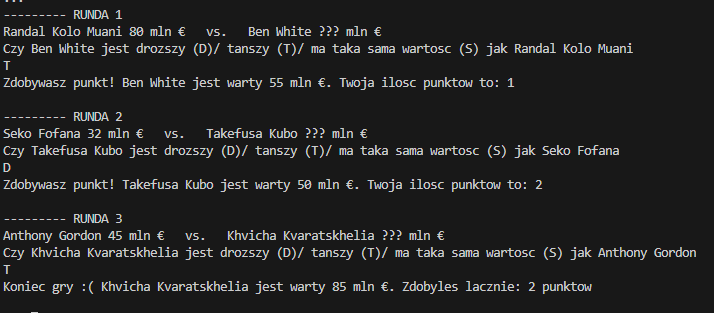 --------- RUNDA 1
Randal Kolo Muani 80 mln € vs. Ben White ??? mln €
Czy Ben White jest drozszy (D)/ tanszy (T)/ ma taka sama wartosc (S) jak Randal Kolo Muani
T
Zdobywasz punkt! Ben White jest warty 55 mln €. Twoja ilosc punktow to: 1
--------- RUNDA 2
Seko Fofana 32 mln € vs. Takefusa Kubo ??? mln €
Czy Takefusa Kubo jest drozszy (D)/ tanszy (T)/ ma taka sama wartosc (S) jak Seko Fofana
D
Zdobywasz punkt! Takefusa Kubo jest warty 50 mln €. Twoja ilosc punktow to: 2
--------- RUNDA 3
Anthony Gordon 45 mln € vs. Khvicha Kvaratskhelia ??? mln €
Czy Khvicha Kvaratskhelia jest drozszy (D)/ tanszy (T)/ ma taka sama wartosc (S) jak Anthony Gordon
T
Koniec gry :( Khvicha Kvaratskhelia jest warty 85 mln €. Zdobyles lacznie: 2 punktow